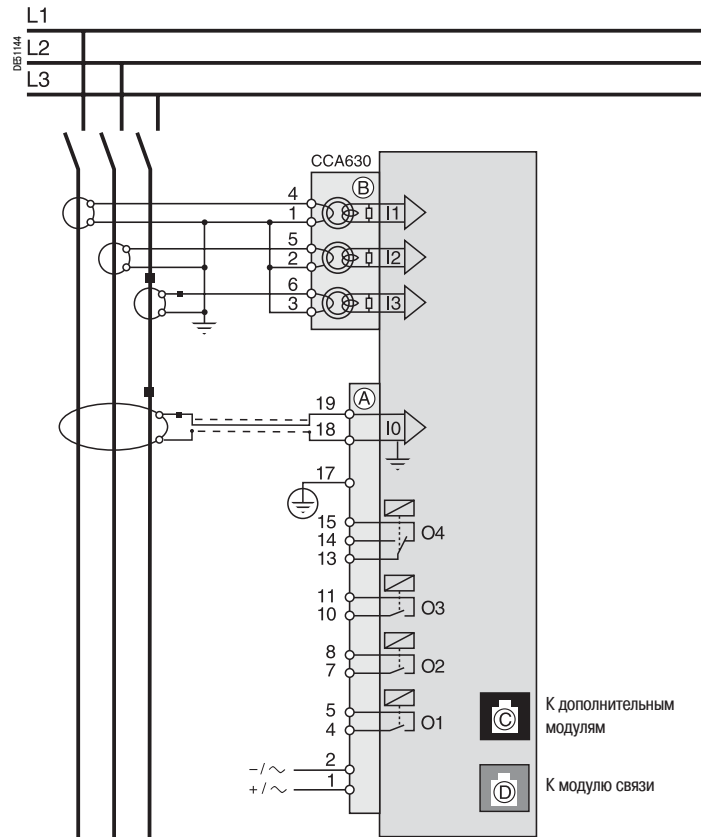 L1
DE51144
L2
L3
CCA630
B
4
1
I1
5
2
I2
6
3
I3
A
19
18
I0
17
15
14
O4
13
11
10
O3
8
7
O2
5
4
O1
C
К дополнительным
модулям
-/~ 2
+/~ 1
D
К модулю связи